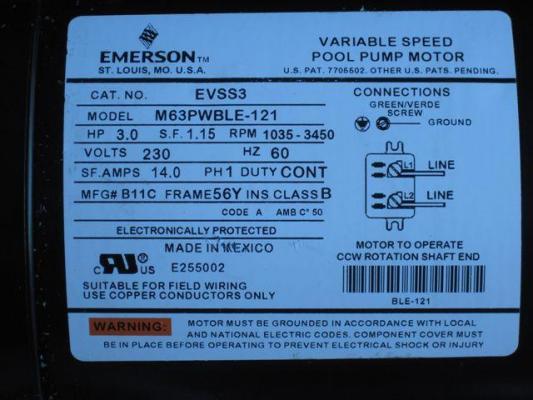 EMERSON™
ST. LOUIS, MO. U.S.A.
VARIABLE SPEED
POOL PUMP MOTOR
U.S. PAT. 7705502. OTHER U.S. PATS. PENDING.
CAT. NO. EVSS3
MODEL M63PWBLE-121
HP 3.0 S.F. 1.15 RPM 1035-3450
VOLTS 230 HZ 60
SF.AMPS 14.0 PH 1 DUTY CONT
MFG# B11C FRAME 56Y INS CLASS B
CODE A AMB C° 50
ELECTRONICALLY PROTECTED
MADE IN MEXICO
c RU US E255002
SUITABLE FOR FIELD WIRING
USE COPPER CONDUCTORS ONLY
CONNECTIONS
GREEN/VERDE
SCREW
GROUND
L1 LINE
L2 LINE
MOTOR TO OPERATE
CCW ROTATION SHAFT END
BLE-121
WARNING: MOTOR MUST BE GROUNDED IN ACCORDANCE WITH LOCAL
AND NATIONAL ELECTRIC CODES. COMPONENT COVER MUST
BE IN PLACE BEFORE OPERATING TO PREVENT ELECTRICAL SHOCK OR INJURY